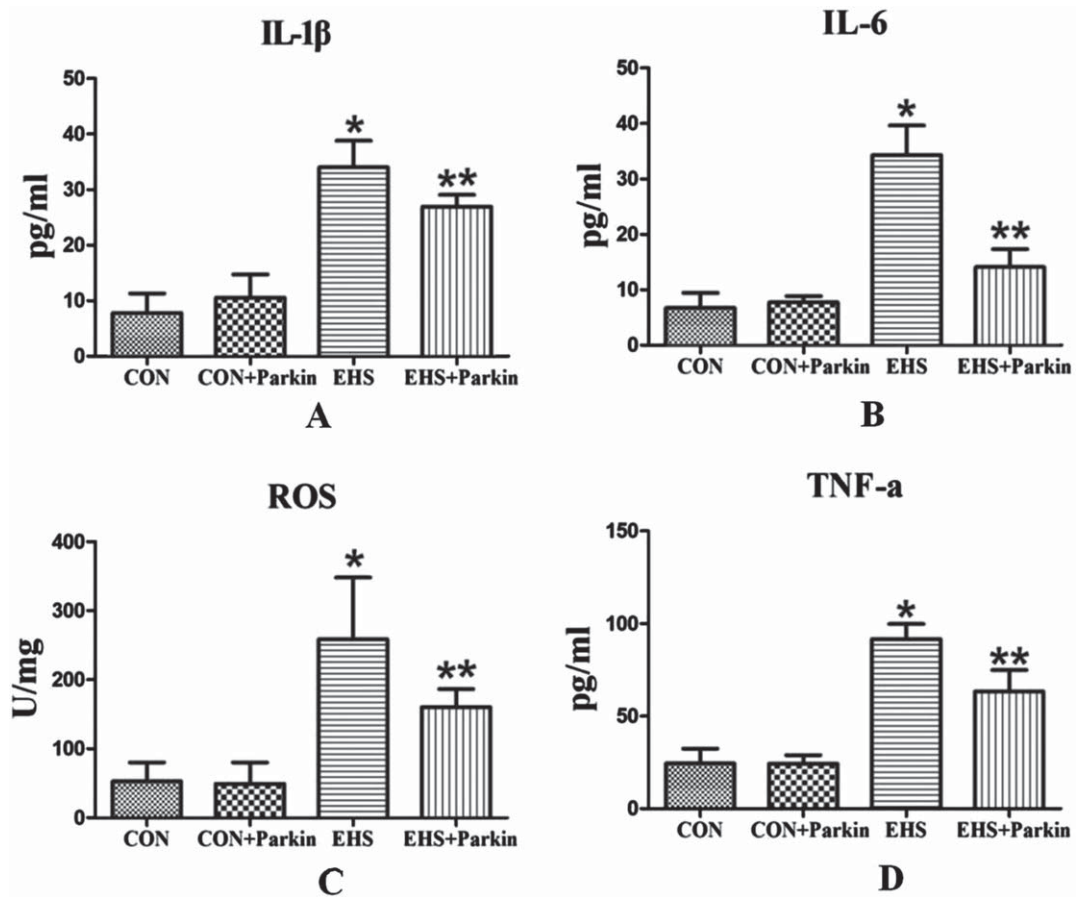 IL-1β
50
40
30
20
10
0
pg/ml
*
**
CON CON+Parkin EHS EHS+Parkin
A
IL-6
50
40
30
20
10
0
pg/ml
*
**
CON CON+Parkin EHS EHS+Parkin
B
ROS
400
300
200
100
0
U/mg
*
**
CON CON+Parkin EHS EHS+Parkin
C
TNF-a
150
100
50
0
pg/ml
*
**
CON CON+Parkin EHS EHS+Parkin
D